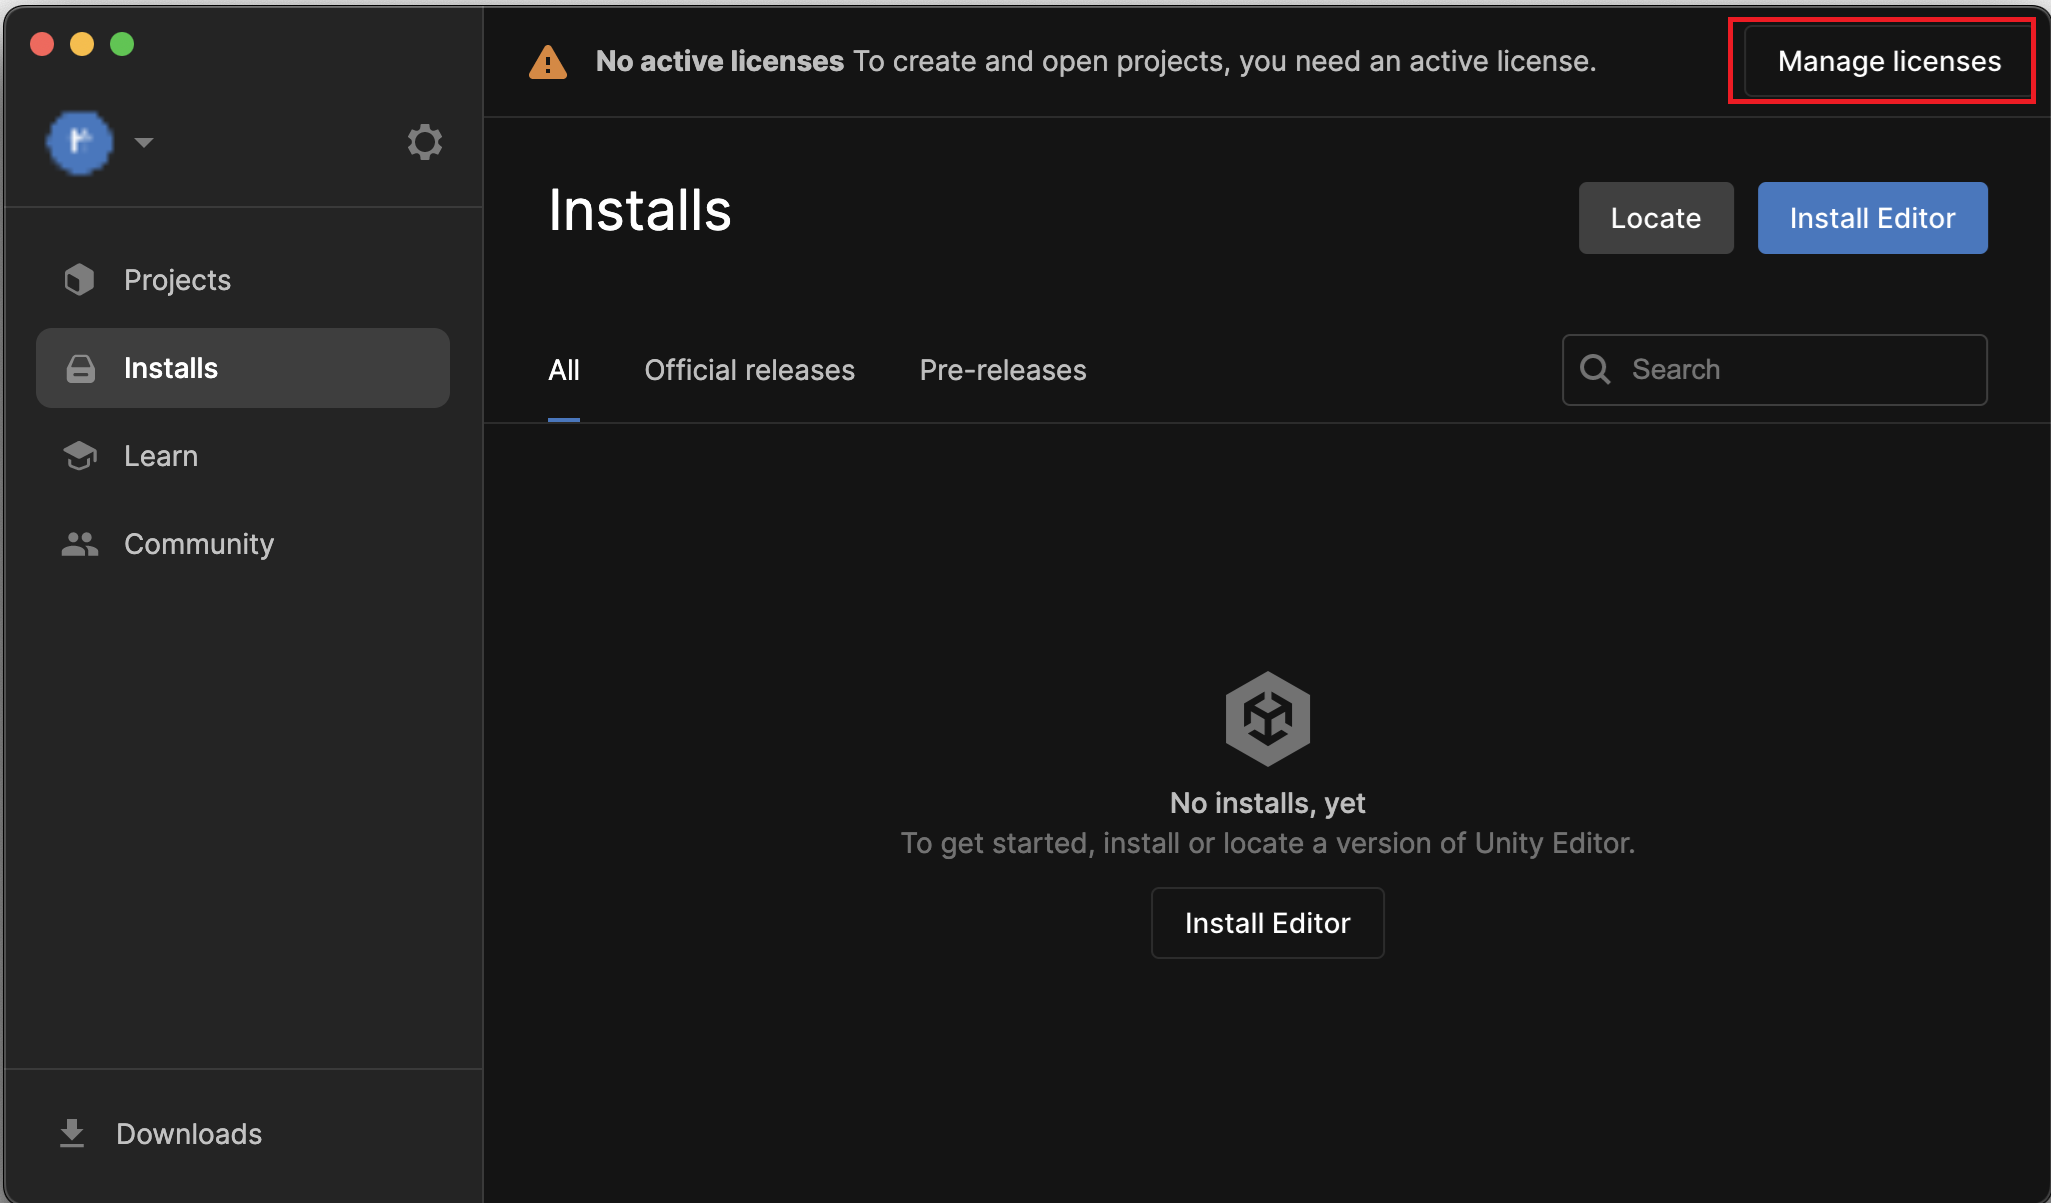 No active licenses To create and open projects, you need an active license.
Manage licenses
Installs
Locate
Install Editor
Projects
Installs
Learn
Community
All
Official releases
Pre-releases
Search
No installs, yet
To get started, install or locate a version of Unity Editor.
Install Editor
Downloads